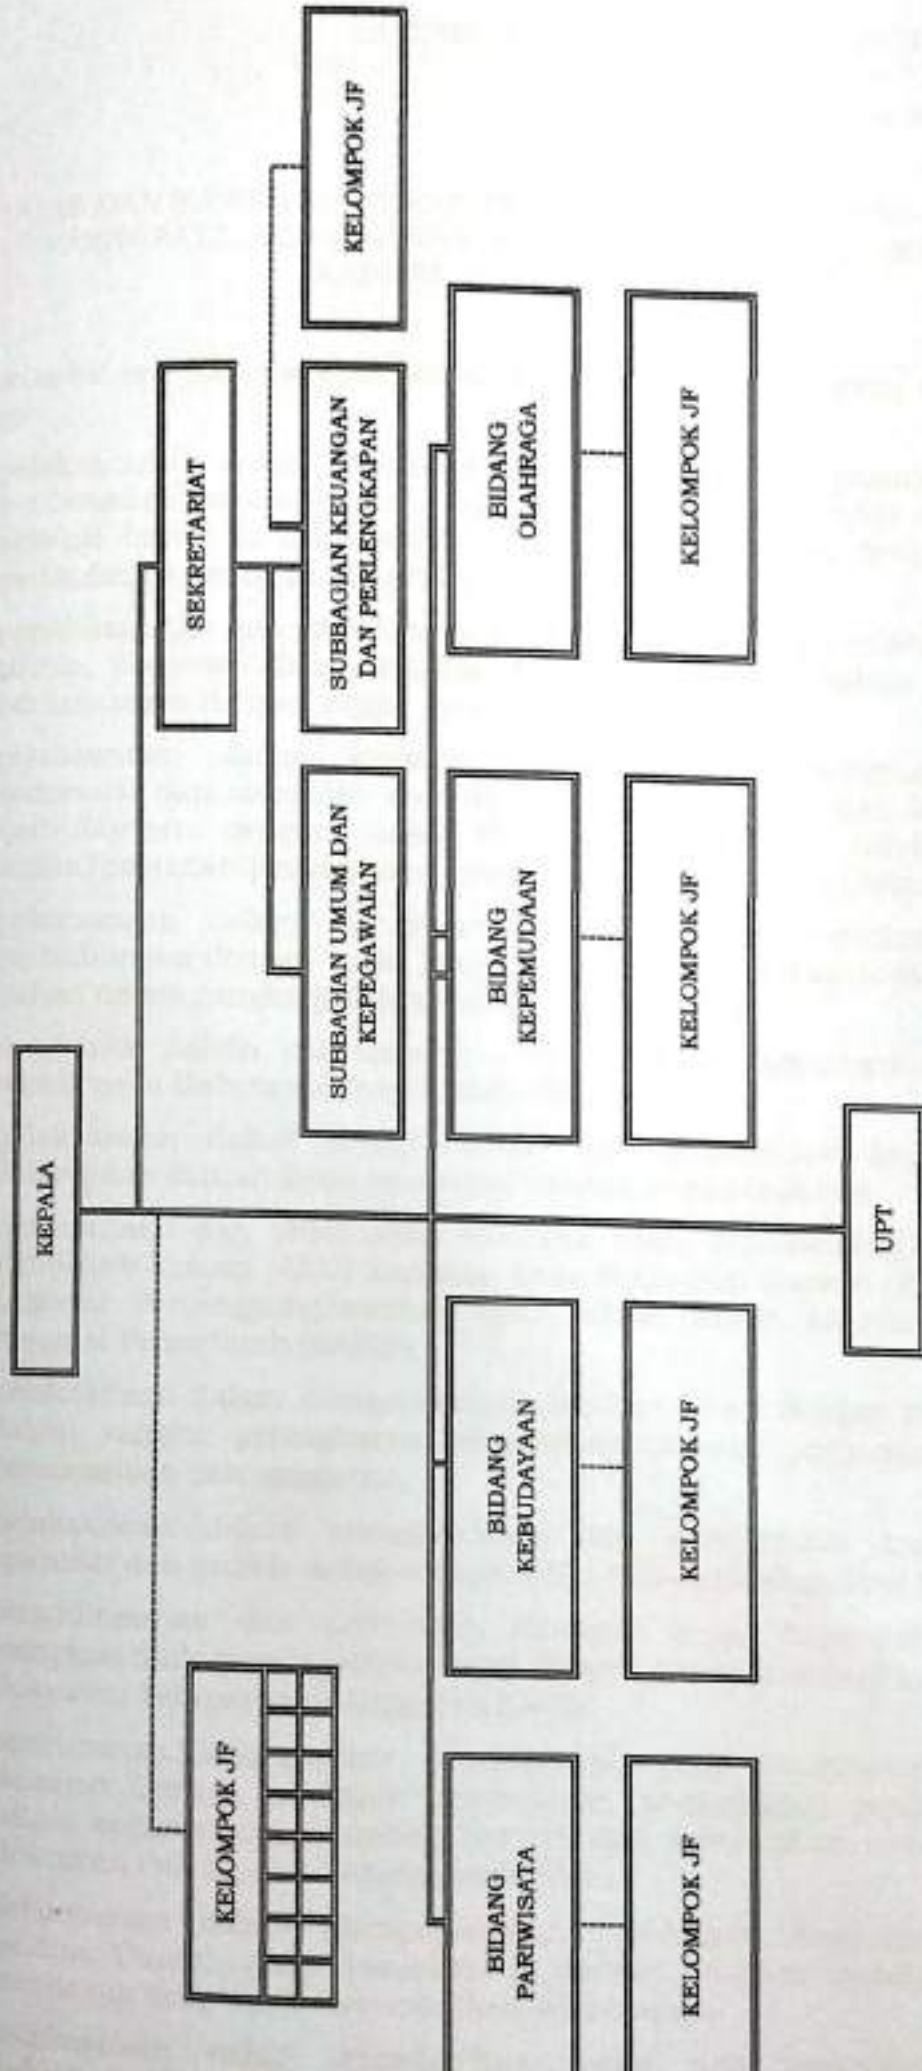 KEPALA
KELOMPOK JF
SEKRETARIAT
SUBBAGIAN UMUM DAN
KEPEGAWAIAN
SUBBAGIAN KEUANGAN
DAN PERLENGKAPAN
KELOMPOK JF
BIDANG
PARIWISATA
BIDANG
KEBUDAYAAN
BIDANG
KEPEMUDAAN
BIDANG
OLAHRAGA
KELOMPOK JF
KELOMPOK JF
KELOMPOK JF
KELOMPOK JF
UPT